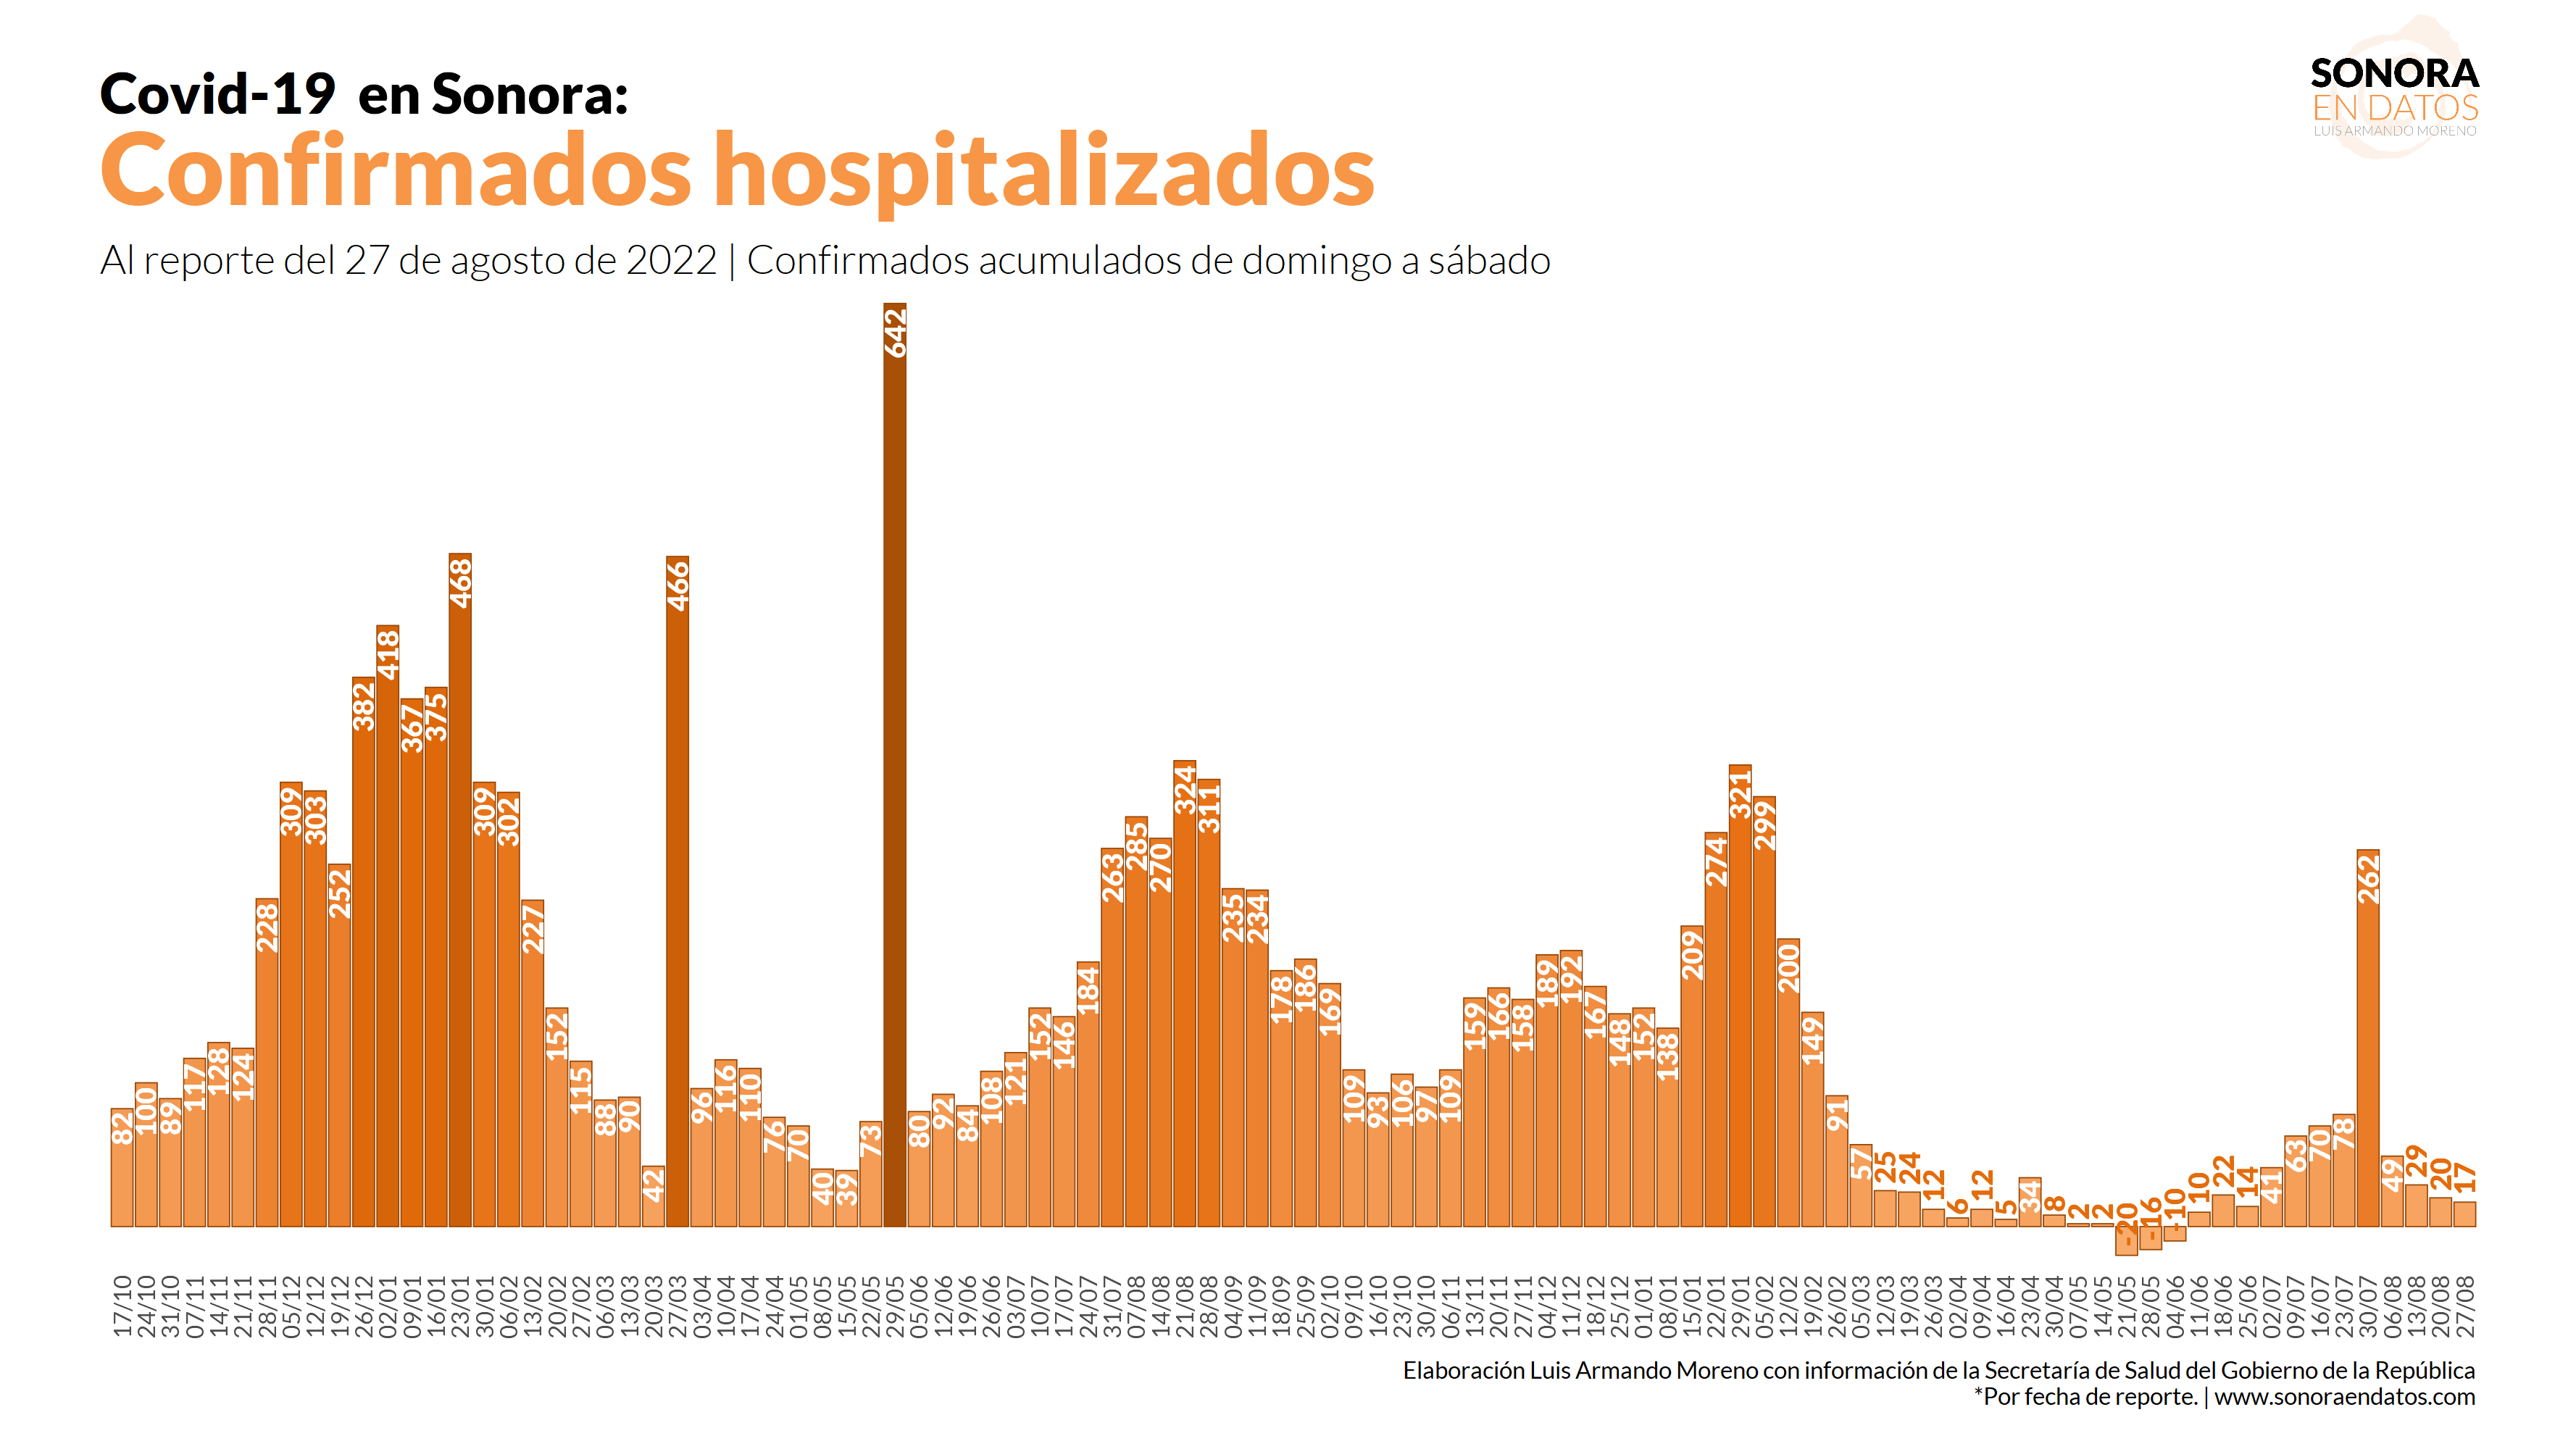 Covid-19 en Sonora:
Confirmados hospitalizados
Al reporte del 27 de agosto de 2022 | Confirmados acumulados de domingo a sábado
SONORA
EN DATOS
LUIS ARMANDO MORENO
82 100 89 117 128 124 228 309 303 252 382 418 367 375 468 309 302 227 152 115 88 90 42 466 96 116 110 76 70 40 39 73 642 80 92 84 108 121 152 146 184 263 285 270 324 311 235 234 178 186 169 109 93 106 97 109 159 166 158 189 192 167 148 152 138 209 274 321 299 200 149 91 57 25 24 12 6 12 5 34 8 2 2 -20 -16 -10 10 22 14 41 63 70 78 262 49 29 20 17
17/10 24/10 31/10 07/11 14/11 21/11 28/11 05/12 12/12 19/12 26/12 02/01 09/01 16/01 23/01 30/01 06/02 13/02 20/02 27/02 06/03 13/03 20/03 27/03 03/04 10/04 17/04 24/04 01/05 08/05 15/05 22/05 29/05 05/06 12/06 19/06 26/06 03/07 10/07 17/07 24/07 31/07 07/08 14/08 21/08 28/08 04/09 11/09 18/09 25/09 02/10 09/10 16/10 23/10 30/10 06/11 13/11 20/11 27/11 04/12 11/12 18/12 25/12 01/01 08/01 15/01 22/01 29/01 05/02 12/02 19/02 26/02 05/03 12/03 19/03 26/03 02/04 09/04 16/04 23/04 30/04 07/05 14/05 21/05 28/05 04/06 11/06 18/06 25/06 02/07 09/07 16/07 23/07 30/07 06/08 13/08 20/08 27/08
Elaboración Luis Armando Moreno con información de la Secretaría de Salud del Gobierno de la República
*Por fecha de reporte. | www.sonoraendatos.com